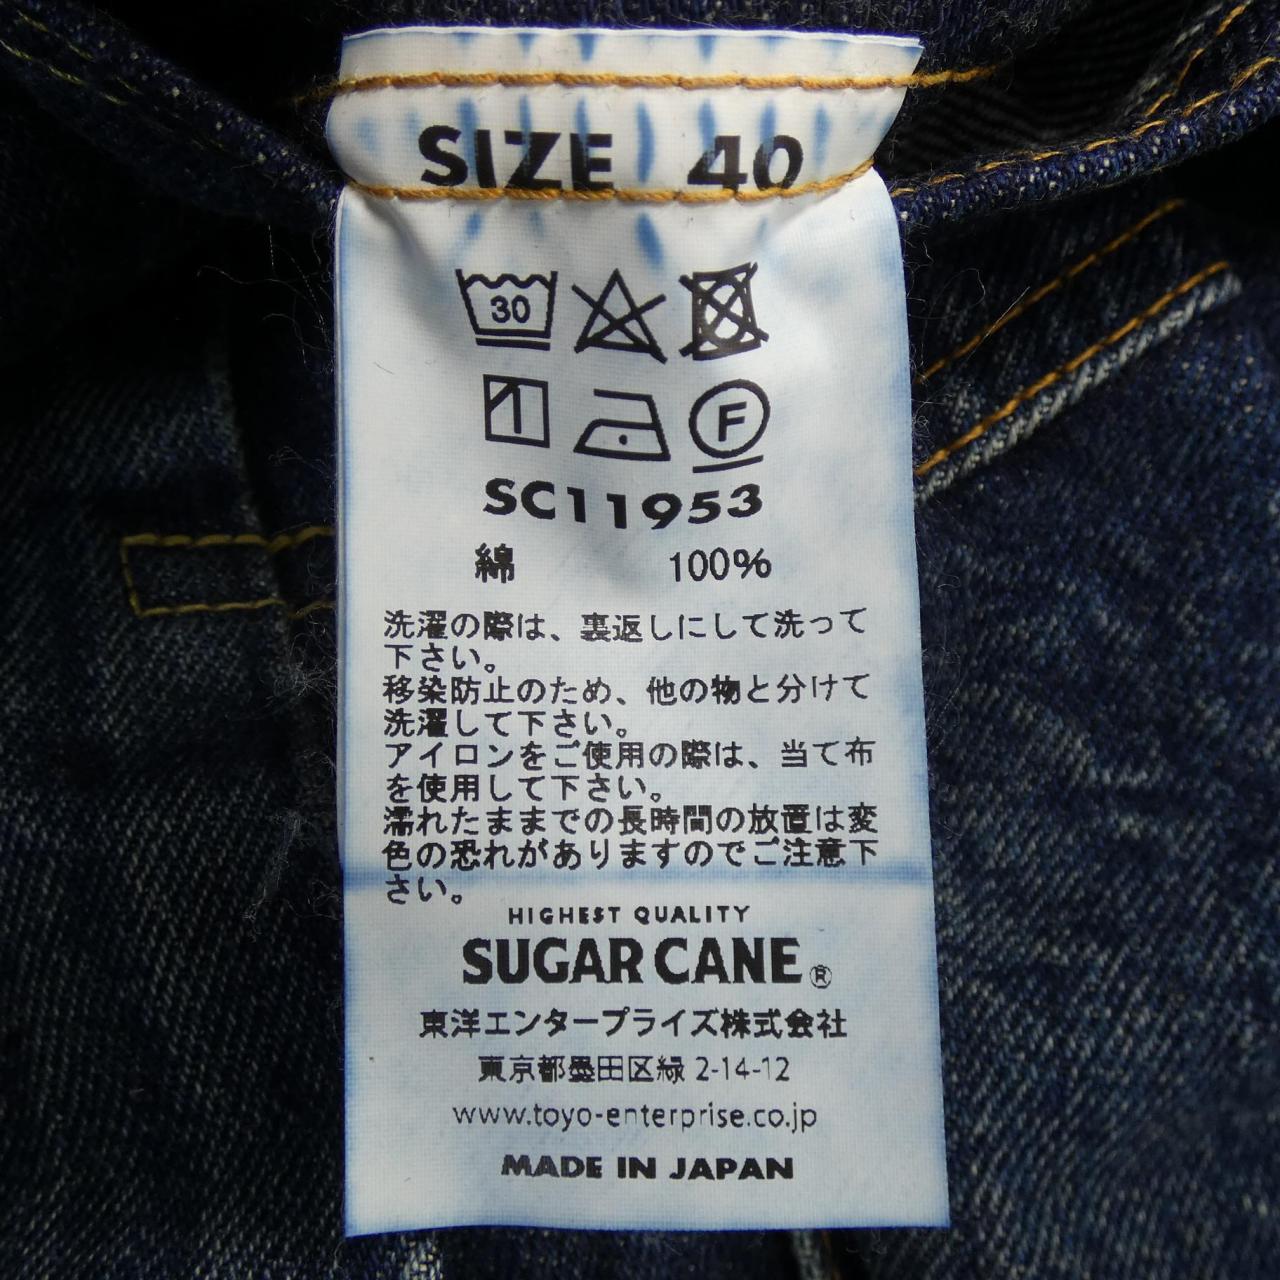 SIZE 40
30
F
SC11953
綿 100%
洗濯の際は、裏返しにして洗って
下さい。
移染防止のため、他の物と分けて
洗濯して下さい。
アイロンをご使用の際は、当て布
を使用して下さい。
濡れたままでの長時間の放置は変
色の恐れがありますのでご注意下
さい。
HIGHEST QUALITY
SUGAR CANE®
東洋エンタープライズ株式会社
東京都墨田区緑 2-14-12
www.toyo-enterprise.co.jp
MADE IN JAPAN